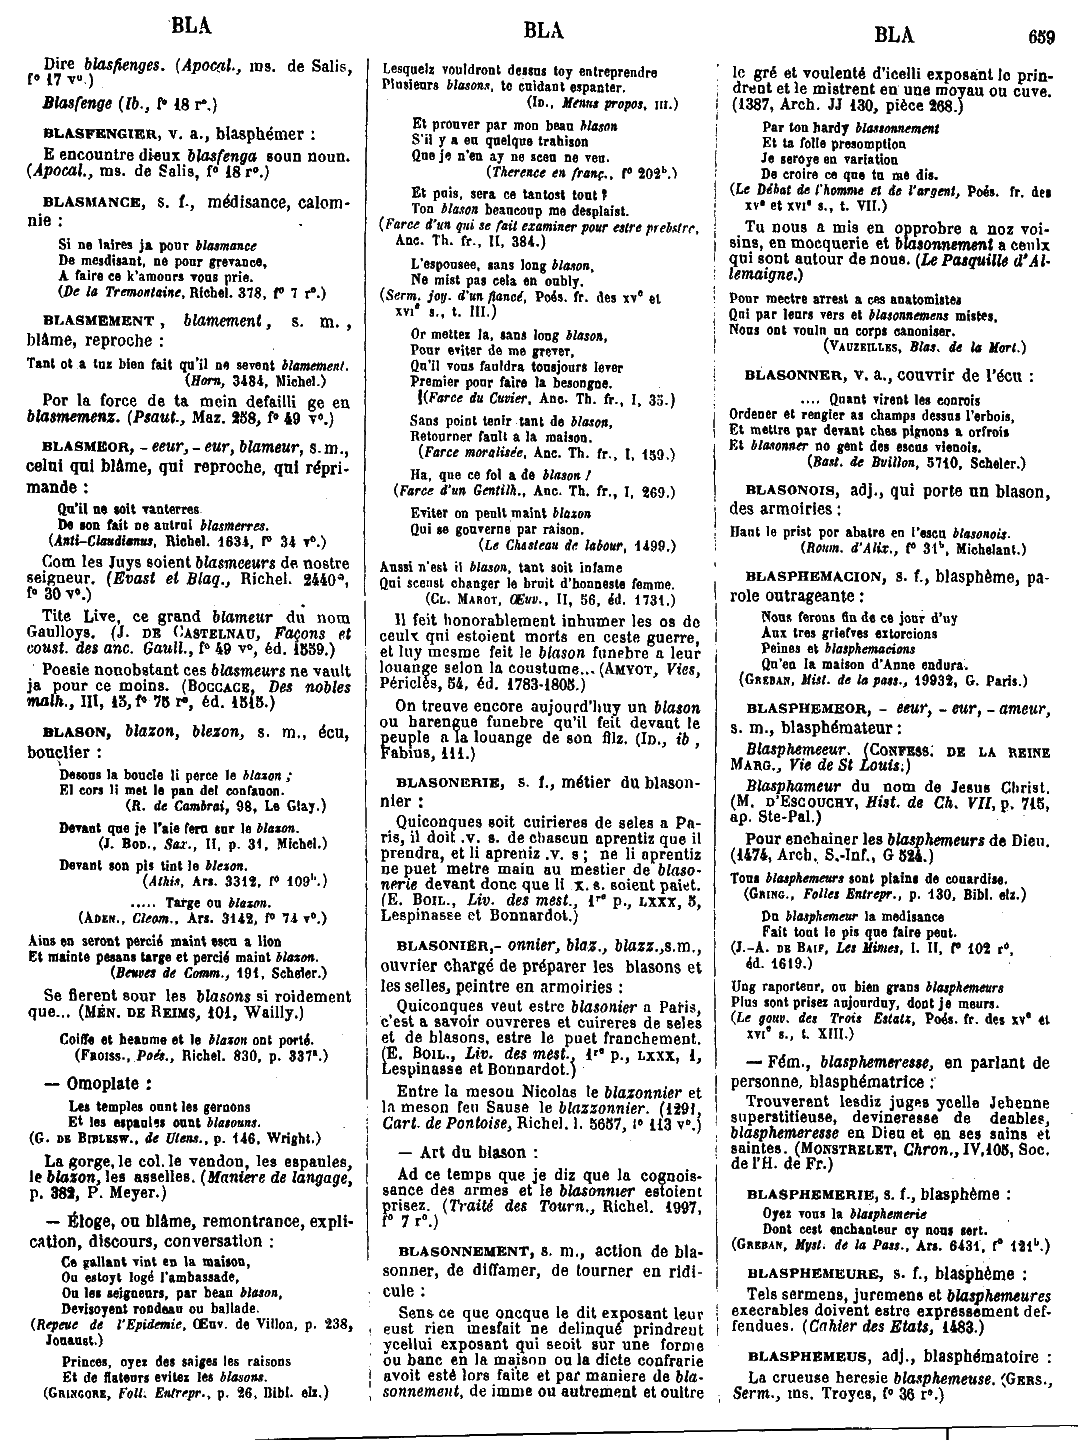 BLA
BLA
BLA 659
Dire blasfienges. (Apocal., ms. de Salis,
f° 17 v°.)
Blasfenge (Ib., f° 18 r°.)
BLASFENGIER, v. a., blasphémer :
E encountre dieux blasfenga soun noun.
(Apocal., ms. de Salis, f° 18 r°.)
BLASMANCE, s. f., médisance, calom-
nie :
Si ne laires ja pour blasmance
De mesdisant, ne pour grevance,
A faire ce k'amours vous prie.
(De la Tremontaine, Richel. 378, f° 7 r°.)
BLASMEMENT, blamement, s. m.,
blâme, reproche :
Tant ot a tuz bien fait qu'il ne sevent blamement.
(Horn, 3484, Michel.)
Por la force de ta mein defailli ge en
blasmemenz. (Psaut., Maz. 258, f° 49 v°.)
BLASMEOR, - eeur, - eur, blameur, s.m.,
celui qui blâme, qui reproche, qui répri-
mande :
Qu'il ne soit vanterres
De son fait ne autrui blasmerres.
(Anti-Claudianus, Richel. 1634, f° 34 v°.)
Com les Juys soient blasmeeurs de nostre
seigneur. (Evast et Blaq., Richel. 2440ª,
f° 30 v°.)
Tite Live, ce grand blameur du nom
Gaulloys. (J. DE CASTELNAU, Façons et
coust. des anc. Gaull., f° 49 v°, éd. 1559.)
Poesie nonobstant ces blasmeurs ne vault
ja pour ce moins. (BOCCACE, Des nobles
malh., III, 15, f° 75 r°, éd. 1515.)
BLASON, blazon, blezon, s. m., écu,
bouclier :
Desous la boucle li perce le blazon ;
El cors li met le pan del confanon.
(R. de Cambrai, 98, Le Glay.)
Devant que je l'aie feru sur le blazon.
(J. BOD., Sax., II, p. 31, Michel.)
Devant son pis tint le blezon.
(Athis, Ars. 3312, f° 109ᵇ.)
..... Targe ou blazon.
(ADEN., Cleom., Ars. 3142, f° 74 v°.)
Ains en seront percié maint escu a lion
Et mainte pesans targe et percié maint blazon.
(Beuves de Comm., 191, Scheler.)
Se fierent sour les blasons si roidement
que... (MÉN. DE REIMS, 101, Wailly.)
Coiffe et heaume et le blazon ont porté.
(FROISS., Poés., Richel. 830, p. 337ª.)
— Omoplate :
Les temples ount les geroüns
Et les espaules ount blasouns.
(G. DE BIBLESW., de Utens., p. 146, Wright.)
La gorge, le col. le vendon, les espaules,
le blazon, les asselles. (Maniere de langage,
p. 382, P. Meyer.)
— Éloge, ou blâme, remontrance, expli-
cation, discours, conversation :
Ce gallant vint en la maison,
Ou estoyt logé l'ambassade,
Ou les seigneurs, par beau blason,
Devisoyent rondeau ou ballade.
(Repeue de l'Epidemie, Œuv. de Villon, p. 238,
Jouaust.)
Princes, oyez des saiges les raisons
Et de flateurs evitez les blasons.
(GRINGORE, Foll. Entrepr., p. 26, Bibl. elz.)
Lesquelz vouldront dessus toy entreprendre
Plusieurs blasons, te cuidant espanter.
(ID., Menus propos, III.)
Et prouver par mon beau blason
S'il y a eu quelque trahison
Que je n'en ay ne sceu ne veu.
(Therence en franç., f° 202ᵇ.)
Et puis, sera ce tantost tout ?
Ton blason beaucoup me desplaist.
(Farce d'un qui se fait examiner pour estre prebstre,
Anc. Th. fr., II, 384.)
L'espousee, sans long blason,
Ne mist pas cela en oubly.
(Serm. joy. d'un fiancé, Poés. fr. des xvᵉ et
xviᵉ s., t. III.)
Or mettez la, sans long blason,
Pour eviter de me grever,
Qu'il vous fauldra tousjours lever
Premier pour faire la besongne.
(Farce du Cuvier, Anc. Th. fr., I, 35.)
Sans point tenir tant de blason,
Retourner fault a la maison.
(Farce moralisée, Anc. Th. fr., I, 159.)
Ha, que ce fol a de blason !
(Farce d'un Gentilh., Anc. Th. fr., I, 269.)
Eviter on peult maint blazon
Qui se gouverne par raison.
(Le Chasteau de labour, 1499.)
Aussi n'est il blason, tant soit infame
Qui sceust changer le bruit d'honneste femme.
(CL. MAROT, Œuv., II, 56, éd. 1731.)
Il feit honorablement inhumer les os de
ceulx qui estoient morts en ceste guerre,
et luy mesme feit le blason funebre a leur
louange selon la coustume... (AMYOT, Vies,
Périclès, 54, éd. 1783-1805.)
On treuve encore aujourd'huy un blason
ou harengue funebre qu'il feit devant le
peuple a la louange de son filz. (ID., ib,
Fabius, III.)
BLASONERIE, s. f., métier du blason-
nier :
Quiconques soit cuirieres de seles a Pa-
ris, il doit .v. s. de chascun aprentiz que il
prendra, et li apreniz .v. s ; ne li aprentiz
ne puet metre main au mestier de blaso-
nerie devant donc que li x. s. soient paiet.
(E. BOIL., Liv. des mest., 1ʳᵉ p., LXXX, 5,
Lespinasse et Bonnardot.)
BLASONIER,- onnier, blaz., blazz.,s.m.,
ouvrier chargé de préparer les blasons et
les selles, peintre en armoiries :
Quiconques veut estre blasonier a Paris,
c'est a savoir ouvreres et cuireres de seles
et de blasons, estre le puet franchement.
(E. BOIL., Liv. des mest., 1ʳᵉ p., LXXX, 1,
Lespinasse et Bonnardot.)
Entre la mesou Nicolas le blazonnier et
la meson feu Sause le blazzonnier. (1291,
Cart. de Pontoise, Richel. l. 5657, f° 113 v°.)
— Art du blason :
Ad ce temps que je diz que la cognois-
sance des armes et le blasonnier estoient
prisez. (Traité des Tourn., Richel. 1997,
f° 7 r°.)
BLASONNEMENT, s. m., action de bla-
sonner, de diffamer, de tourner en ridi-
cule :
Sens ce que oncque le dit exposant leur
eust rien mesfait ne delinqué prindrent
ycellui exposant qui seoit sur une forme
ou banc en la maison ou la dicte confrarie
avoit esté lors faite et par maniere de bla-
sonnement, de imme ou autrement et oultre
le gré et voulenté d'icelli exposant le prin-
drent et le mistrent en une moyau ou cuve.
(1387, Arch. JJ 130, pièce 268.)
Par ton hardy blassonnement
Et ta folle presomption
Je seroye en variation
De croire ce que tu me dis.
(Le Débat de l'homme et de l'argent, Poés. fr. des
xvᵉ et xviᵉ s., t. VII.)
Tu nous a mis en opprobre a noz voi-
sins, en mocquerie et blasonnement a ceulx
qui sont autour de nous. (Le Pasquille d'Al-
lemaigne.)
Pour mectre arrest a ces anatomistes
Qui par leurs vers et blasonnemens mistes,
Nous ont voulu un corps canoniser.
(VAUZEILLES, Blas. de la Mort.)
BLASONNER, v. a., couvrir de l'écu :
.... Quant virent les conrois
Ordener et rengier as champs dessus l'erbois,
Et mettre par devant ches pignons a orfrois
Et blasonner no gent des escus vienois.
(Bast. de Buillon, 5710, Scheler.)
BLASONOIS, adj., qui porte un blason,
des armoiries :
Hant le prist por abatre en l'escu blasonois.
(Roum. d'Alix., f° 31ᵇ, Michelant.)
BLASPHEMACION, s. f., blasphème, pa-
role outrageante :
Nous ferons fin de ce jour d'uy
Aux tres griefves extorcions
Peines et blasphemacions
Qu'en la maison d'Anne endura.
(GREBAN, Mist. de la pass., 19932, G. Paris.)
BLASPHEMEOR, - eeur, - eur, - ameur,
s. m., blasphémateur :
Blasphemeeur. (CONFESS. DE LA REINE
MARG., Vie de St Louis.)
Blasphameur du nom de Jesus Christ.
(M. D'ESCOUCHY, Hist. de Ch. VII, p. 715,
ap. Ste-Pal.)
Pour enchainer les blasphemeurs de Dieu.
(1474, Arch. S.-Inf., G 524.)
Tous blasphemeurs sont plains de couardise.
(GRING., Folles Entrepr., p. 130, Bibl. elz.)
Du blasphemeur la medisance
Fait tout le pis que faire peut.
(J.-A. DE BAIF, Les Mimes, l. II, f° 102 r°,
éd. 1619.)
Ung raporteur, ou bien grans blasphemeurs
Plus sont prisez aujourduy, dont je meurs.
(Le gouv. des Trois Estatz, Poés. fr. des xvᵉ et
xviᵉ s., t. XIII.)
— Fém., blasphemeresse, en parlant de
personne, blasphématrice :
Trouverent lesdiz juges ycelle Jehenne
superstitieuse, devineresse de deables,
blasphemeresse en Dieu et en ses sains et
saintes. (MONSTRELET, Chron., IV,105, Soc.
de l'H. de Fr.)
BLASPHEMERIE, s. f., blasphème :
Oyez vous la blasphemerie
Dont cest enchanteur cy nous sert.
(GREBAN, Myst. de la Pass., Ars. 6431, f° 121ᵇ.)
BLASPHEMEURE, s. f., blasphème :
Tels sermens, juremens et blasphemeures
execrables doivent estre expressement def-
fendues. (Cahier des Etats, 1483.)
BLASPHEMEUS, adj., blasphématoire :
La crueuse heresie blasphemeuse. (GERS.,
Serm., ms. Troyes, f° 36 r°.)